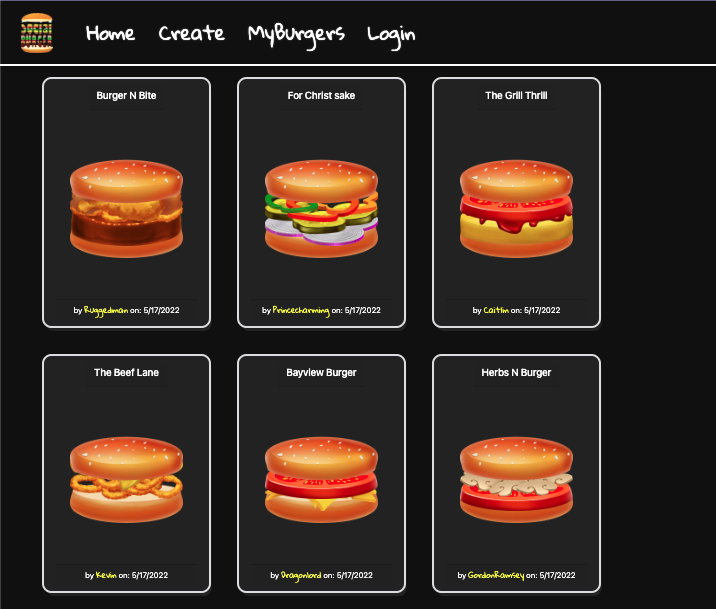 SOCIAL
BURGER
Home Create MyBurgers Login
Burger N Bite
For Christ sake
The Grill Thrill
by Ruggedman on: 5/17/2022
by Princecharming on: 5/17/2022
by Caitlin on: 5/17/2022
The Beef Lane
Bayview Burger
Herbs N Burger
by Kevin on: 5/17/2022
by Dragonlord on: 5/17/2022
by GordonRamsey on: 5/17/2022